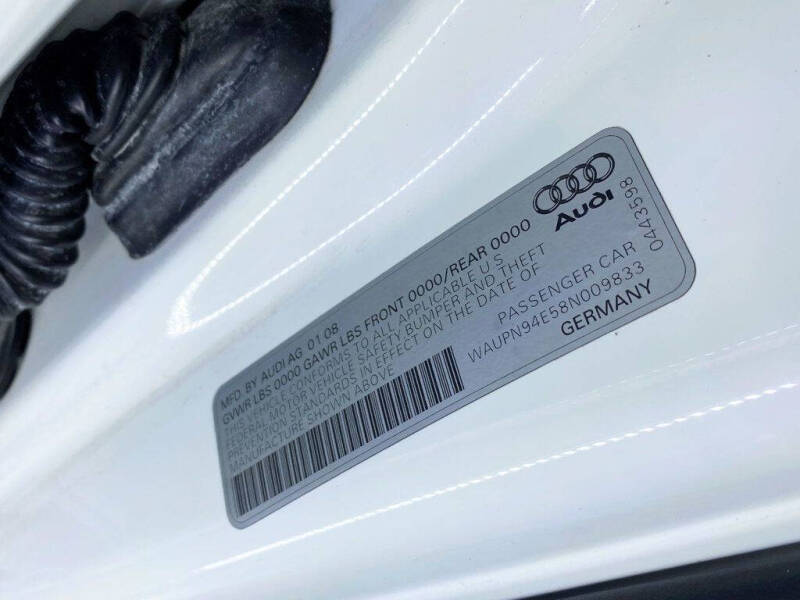 MFD. BY AUDI AG 01 08
GVWR LBS 0000 GAWR LBS FRONT 0000/REAR 0000
THIS VEHICLE CONFORMS TO ALL APPLICABLE U S
FEDERAL MOTOR VEHICLE SAFETY BUMPER AND THEFT
PREVENTION STANDARDS IN EFFECT ON THE DATE OF
MANUFACTURE SHOWN ABOVE
Audi
0443598
PASSENGER CAR
WAUPN94E58N009833
GERMANY